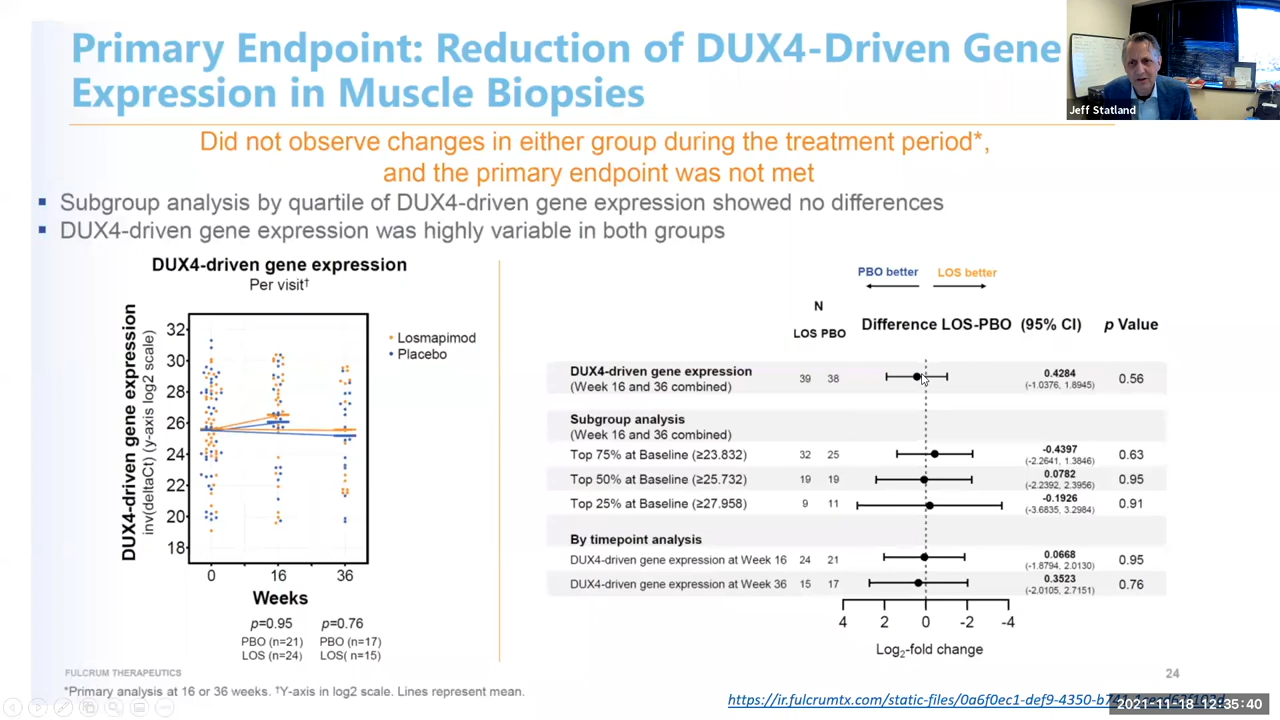 Primary Endpoint: Reduction of DUX4-Driven Gene
Expression in Muscle Biopsies
Jeff Statland
Did not observe changes in either group during the treatment period*,
and the primary endpoint was not met
▪ Subgroup analysis by quartile of DUX4-driven gene expression showed no differences
▪ DUX4-driven gene expression was highly variable in both groups
DUX4-driven gene expression
Per visit†
DUX4-driven gene expression
inv(deltaCt) (y-axis log2 scale)
32
30
28
26
24
22
20
18
0 16 36
Weeks
Losmapimod
Placebo
p=0.95 p=0.76
PBO (n=21) PBO (n=17)
LOS (n=24) LOS( n=15)
PBO better LOS better
N
LOS PBO Difference LOS-PBO (95% CI) p Value
DUX4-driven gene expression
(Week 16 and 36 combined) 39 38 0.4284 (-1.0376, 1.8945) 0.56
Subgroup analysis
(Week 16 and 36 combined)
Top 75% at Baseline (≥23.832) 32 25 -0.4397 (-2.2641, 1.3846) 0.63
Top 50% at Baseline (≥25.732) 19 19 0.0782 (-2.2392, 2.3956) 0.95
Top 25% at Baseline (≥27.958) 9 11 -0.1926 (-3.6835, 3.2984) 0.91
By timepoint analysis
DUX4-driven gene expression at Week 16 24 21 0.0668 (-1.8794, 2.0130) 0.95
DUX4-driven gene expression at Week 36 15 17 0.3523 (-2.0105, 2.7151) 0.76
4 2 0 -2 -4
Log2-fold change
FULCRUM THERAPEUTICS
24
*Primary analysis at 16 or 36 weeks. †Y-axis in log2 scale. Lines represent mean.
https://ir.fulcrumtx.com/static-files/0a6f0ec1-def9-4350-b741-
2021-11-18 12:35:40